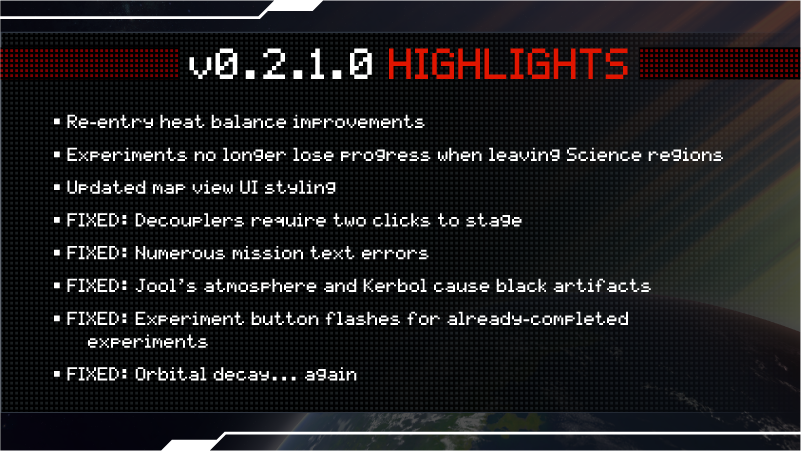 v0.2.1.0 HIGHLIGHTS
▪ Re-entry heat balance improvements
▪ Experiments no longer lose progress when leaving Science regions
▪ Updated map view UI styling
▪ FIXED: Decouplers require two clicks to stage
▪ FIXED: Numerous mission text errors
▪ FIXED: Jool's atmosphere and Kerbol cause black artifacts
▪ FIXED: Experiment button flashes for already-completed
experiments
▪ FIXED: Orbital decay... again